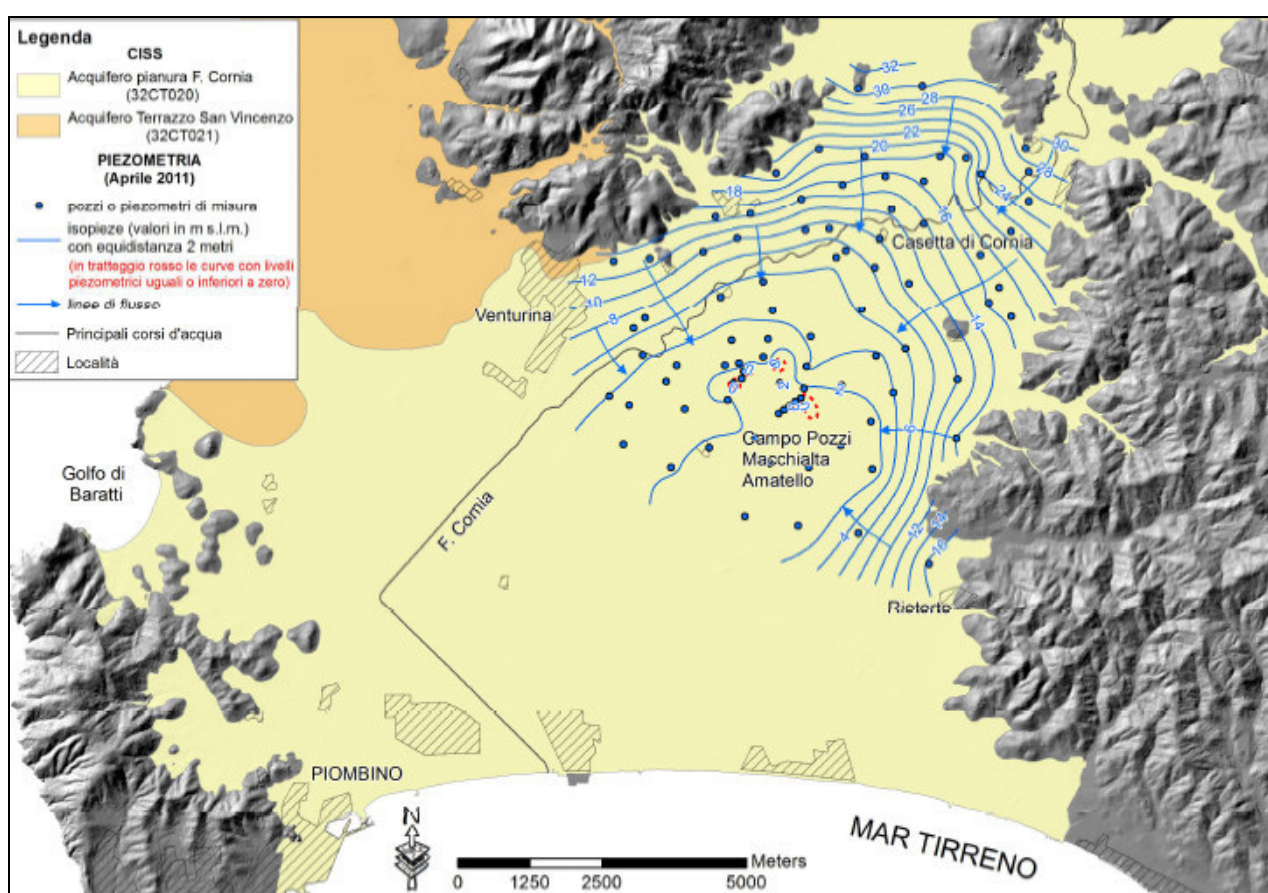 Legenda
CISS
Acquifero pianura F. Cornia
(32CT020)
Acquifero Terrazzo San Vincenzo
(32CT021)
PIEZOMETRIA
(Aprile 2011)
pozzi o piezometri di misura
isopieze (valori in m s.l.m.)
con equidistanza 2 metri
(in tratteggio rosso le curve con livelli
piezometrici uguali o inferiori a zero)
linee di flusso
Principali corsi d'acqua
Località
32
30
28
26
22
20
30
28
24
18
16
12
10
8
14
2
0
2
6
4
12
14
16
Casetta di Cornia
Venturina
Campo Pozzi
Macchialta
Amatello
Golfo di
Baratti
F. Cornia
Rietorto
PIOMBINO
N
MAR TIRRENO
Meters
0 1250 2500 5000